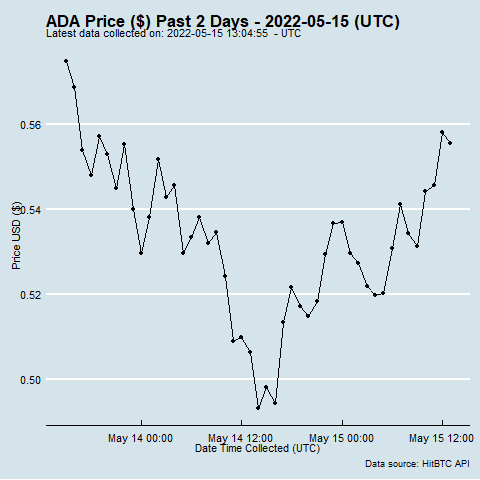 ADA Price ($) Past 2 Days - 2022-05-15 (UTC)
Latest data collected on: 2022-05-15 13:04:55 - UTC
0.56
0.54
0.52
0.50
Price USD ($)
May 14 00:00
May 14 12:00
May 15 00:00
May 15 12:00
Date Time Collected (UTC)
Data source: HitBTC API